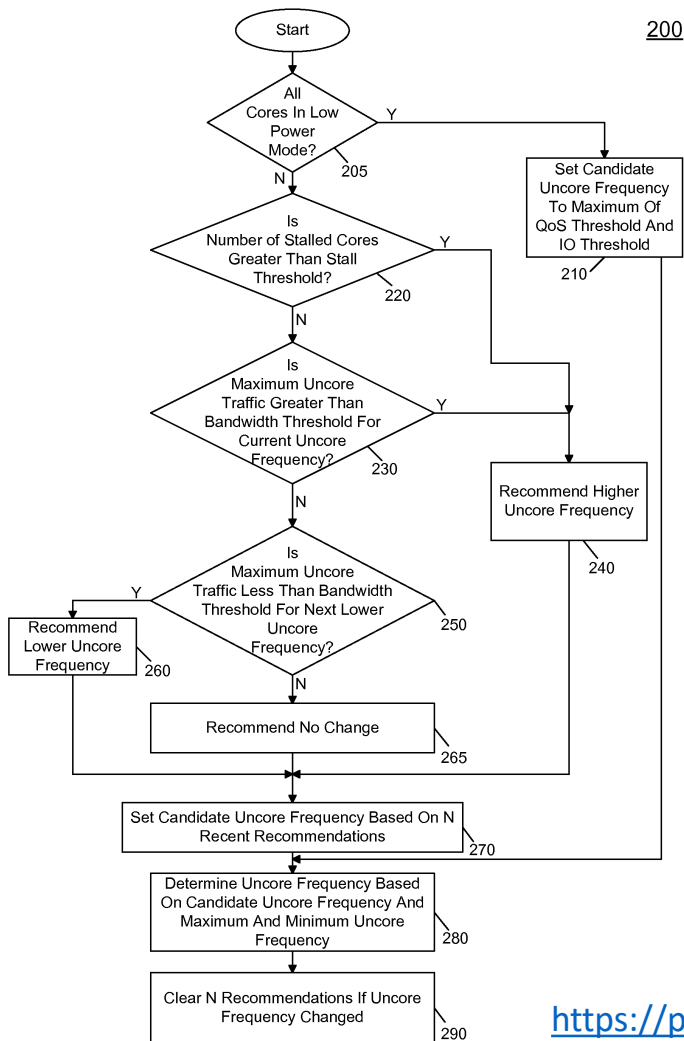 Start
200
All
Cores In Low
Power
Mode?
Y
205
N
Set Candidate
Uncore Frequency
To Maximum Of
QoS Threshold And
IO Threshold
210
Is
Number of Stalled Cores
Greater Than Stall
Threshold?
Y
220
N
Is
Maximum Uncore
Traffic Greater Than
Bandwidth Threshold For
Current Uncore
Frequency?
Y
230
N
Recommend Higher
Uncore Frequency
240
Is
Maximum Uncore
Traffic Less Than Bandwidth
Threshold For Next Lower
Uncore
Frequency?
Y
250
N
Recommend
Lower Uncore
Frequency
260
Recommend No Change
265
Set Candidate Uncore Frequency Based On N
Recent Recommendations
270
Determine Uncore Frequency Based
On Candidate Uncore Frequency And
Maximum And Minimum Uncore
Frequency
280
Clear N Recommendations If Uncore
Frequency Changed
290
https://p